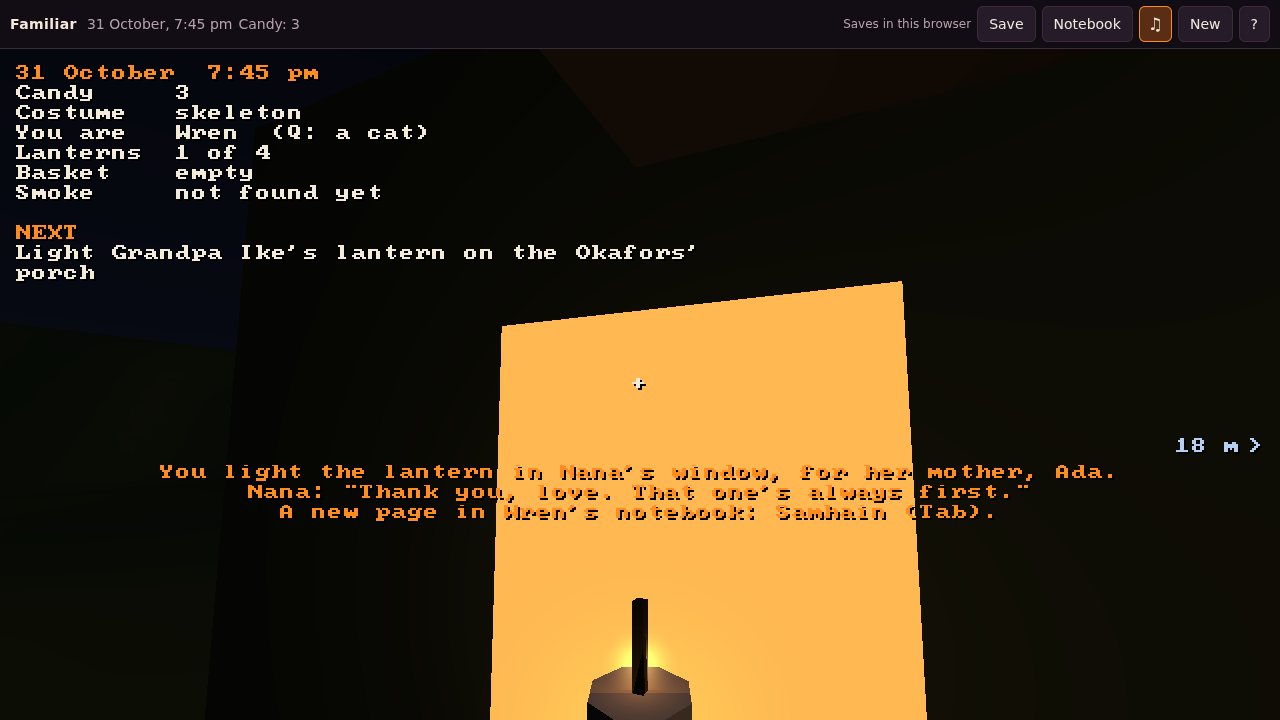 Familiar 31 October, 7:45 pm Candy: 3 Saves in this browser Save Notebook ♫ New ?
31 October 7:45 pm
Candy 3
Costume skeleton
You are Wren (Q: a cat)
Lanterns 1 of 4
Basket empty
Smoke not found yet
NEXT
Light Grandpa Ike's lantern on the Okafors'
porch
18 m >
You light the lantern in Nana's window, for her mother, Ada.
Nana: "Thank you, love. That one's always first."
A new page in Wren's notebook: Samhain (Tab).